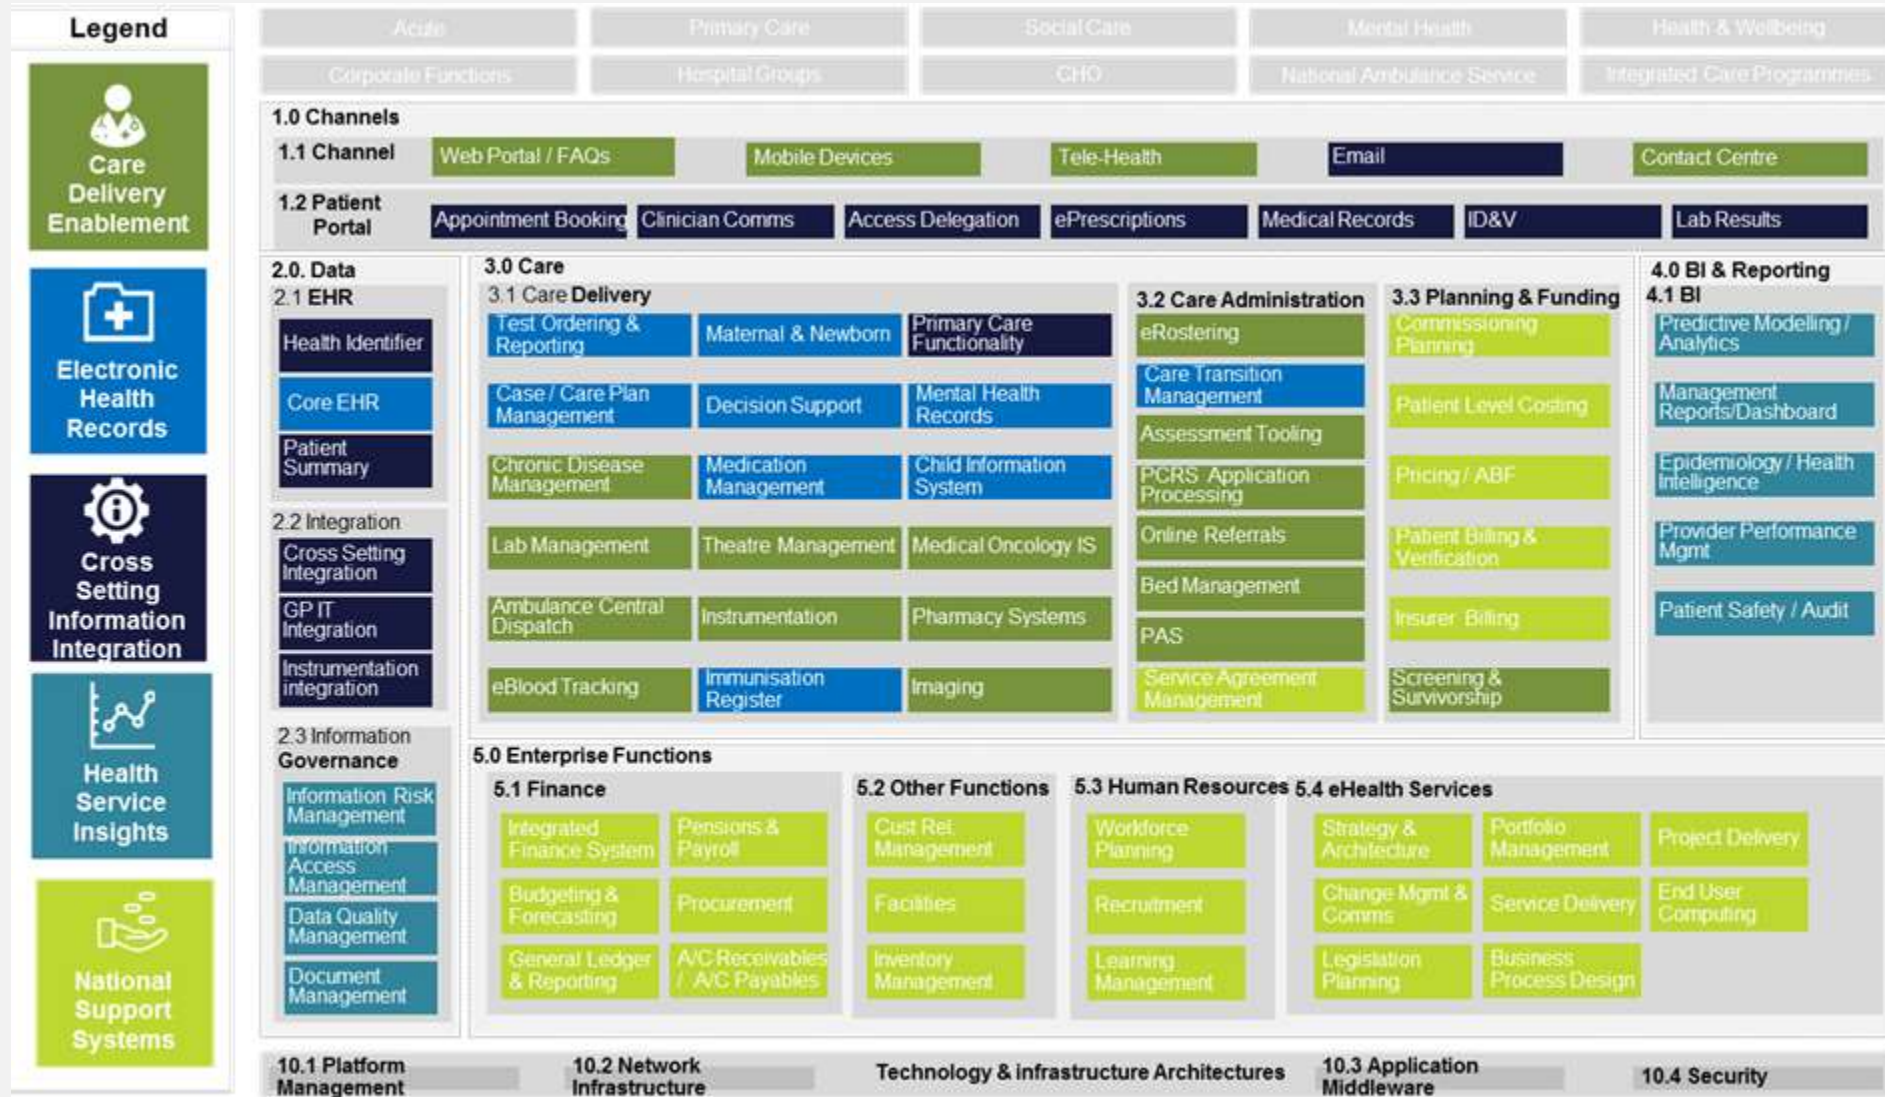 Legend
Care
Delivery
Enablement
Electronic
Health
Records
Cross
Setting
Information
Integration
Health
Service
Insights
National
Support
Systems
Acute
Primary Care
Social Care
Mental Health
Health & Wellbeing
Corporate Functions
Hospital Groups
CHO
National Ambulance Service
Integrated Care Programmes
1.0 Channels
1.1 Channel
Web Portal / FAQs
Mobile Devices
Tele-Health
Email
Contact Centre
1.2 Patient
Portal
Appointment Booking
Clinician Comms
Access Delegation
ePrescriptions
Medical Records
ID&V
Lab Results
2.0. Data
2.1 EHR
Health Identifier
Core EHR
Patient
Summary
2.2 Integration
Cross Setting
Integration
GP IT
Integration
Instrumentation
integration
2.3 Information
Governance
Information Risk
Management
Information
Access
Management
Data Quality
Management
Document
Management
3.0 Care
3.1 Care Delivery
Test Ordering &
Reporting
Maternal & Newborn
Primary Care
Functionality
Case / Care Plan
Management
Decision Support
Mental Health
Records
Chronic Disease
Management
Medication
Management
Child Information
System
Lab Management
Theatre Management
Medical Oncology IS
Ambulance Central
Dispatch
Instrumentation
Pharmacy Systems
eBlood Tracking
Immunisation
Register
Imaging
3.2 Care Administration
eRostering
Care Transition
Management
Assessment Tooling
PCRS Application
Processing
Online Referrals
Bed Management
PAS
Service Agreement
Management
3.3 Planning & Funding
Commissioning
Planning
Patient Level Costing
Pricing / ABF
Patient Billing &
Verification
Insurer Billing
Screening &
Survivorship
4.0 BI & Reporting
4.1 BI
Predictive Modelling /
Analytics
Management
Reports/Dashboard
Epidemiology / Health
Intelligence
Provider Performance
Mgmt
Patient Safety / Audit
5.0 Enterprise Functions
5.1 Finance
Integrated
Finance System
Pensions &
Payroll
Budgeting &
Forecasting
Procurement
General Ledger
& Reporting
A/C Receivables
/ A/C Payables
5.2 Other Functions
Cust Rel.
Management
Facilities
Inventory
Management
5.3 Human Resources
Workforce
Planning
Recruitment
Learning
Management
5.4 eHealth Services
Strategy &
Architecture
Portfolio
Management
Project Delivery
Change Mgmt &
Comms
Service Delivery
End User
Computing
Legislation
Planning
Business
Process Design
10.1 Platform
Management
10.2 Network
Infrastructure
Technology & infrastructure Architectures
10.3 Application
Middleware
10.4 Security